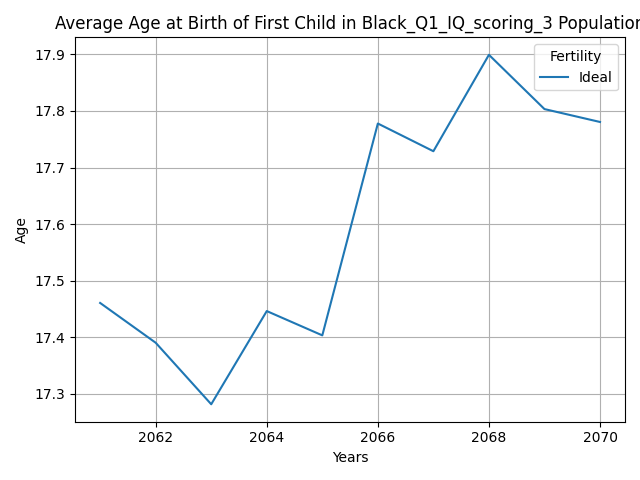 Average Age at Birth of First Child in Black_Q1_IQ_scoring_3 Population
17.9
17.8
17.7
17.6
17.5
17.4
17.3
Age
Fertility
Ideal
2062 2064 2066 2068 2070
Years